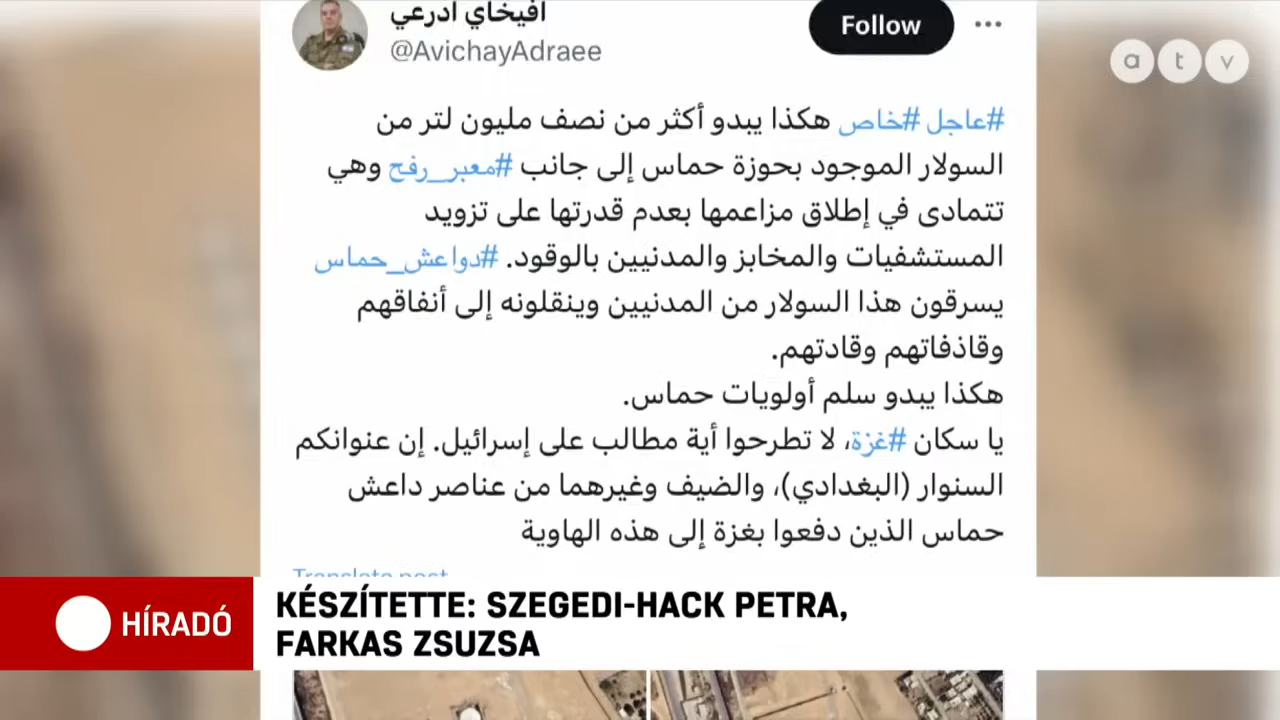 افيخاي ادرعي
@AvichayAdraee
Follow
atv
#عاجل #خاص هكذا يبدو أكثر من نصف مليون لتر من
السولار الموجود بحوزة حماس إلى جانب #معبر_رفح وهي
تتمادى في إطلاق مزاعمها بعدم قدرتها على تزويد
المستشفيات والمخابز والمدنيين بالوقود. #دواعش_حماس
يسرقون هذا السولار من المدنيين وينقلونه إلى أنفاقهم
وقاذفاتهم وقادتهم.
هكذا يبدو سلم أولويات حماس.
يا سكان #غزة، لا تطرحوا أية مطالب على إسرائيل. إن عنوانكم
السنوار (البغدادي)، والضيف وغيرهما من عناصر داعش
حماس الذين دفعوا بغزة إلى هذه الهاوية
Translate post
HÍRADÓ
KÉSZÍTETTE: SZEGEDI-HACK PETRA,
FARKAS ZSUZSA